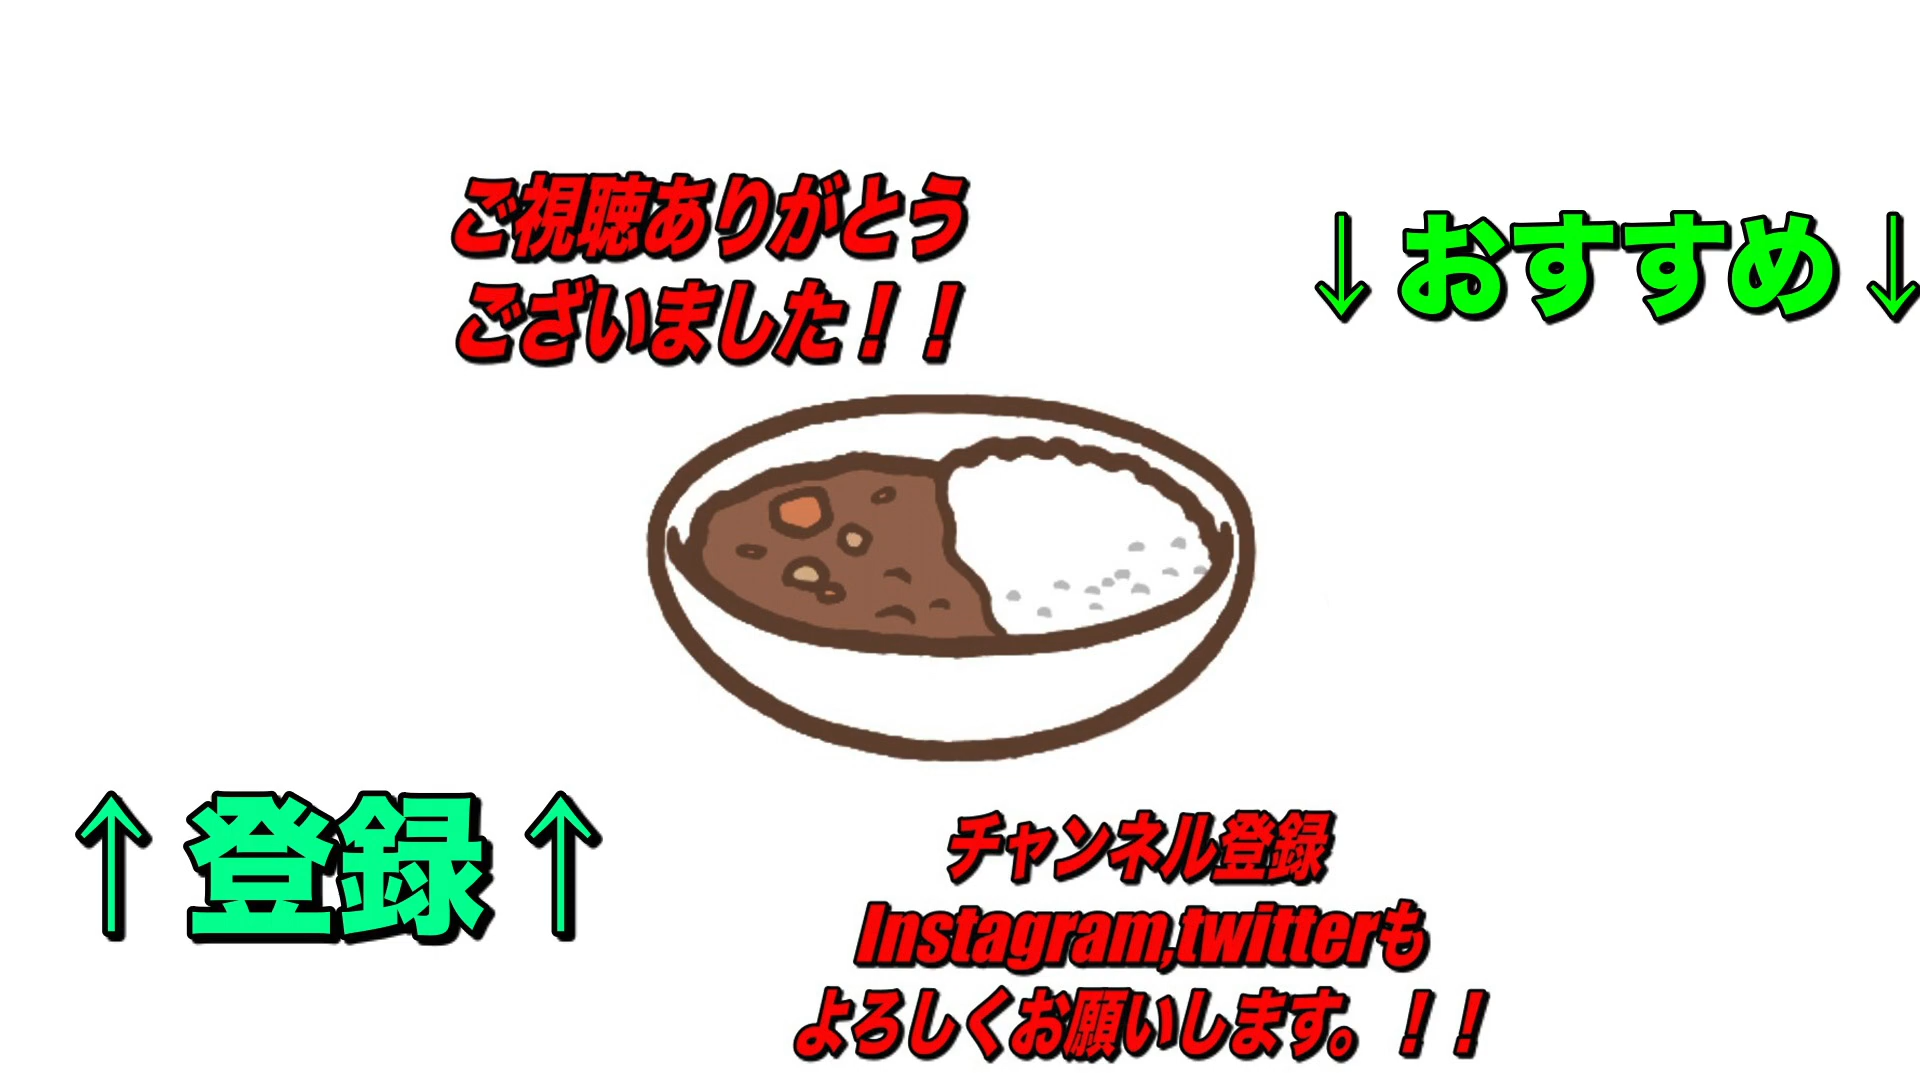 ご視聴ありがとう
ございました！！
↓おすすめ↓
↑登録↑
チャンネル登録
Instagram,twitterも
よろしくお願いします。！！